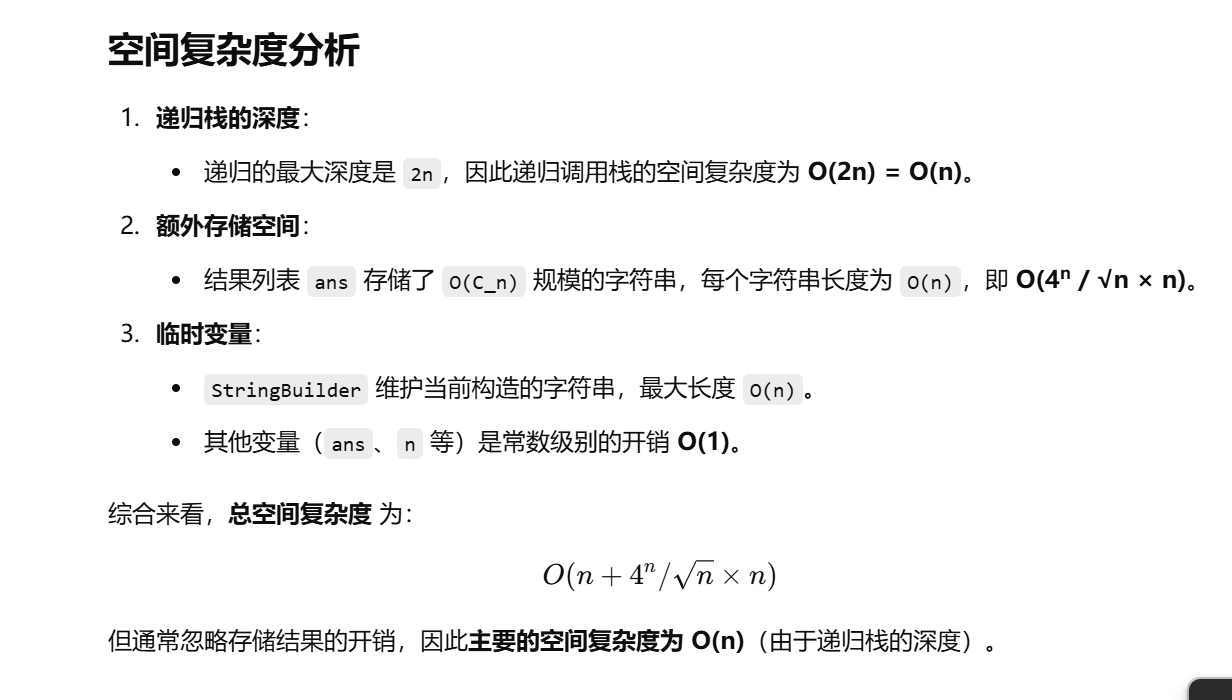 空间复杂度分析
1. 递归栈的深度：
• 递归的最大深度是 2n，因此递归调用栈的空间复杂度为 O(2n) = O(n)。
2. 额外存储空间：
• 结果列表 ans 存储了 O(C_n) 规模的字符串，每个字符串长度为 O(n)，即 O(4ⁿ / √n × n)。
3. 临时变量：
• StringBuilder 维护当前构造的字符串，最大长度 O(n)。
• 其他变量（ans、n 等）是常数级别的开销 O(1)。
综合来看，总空间复杂度 为：
O(n + 4ⁿ/√n × n)
但通常忽略存储结果的开销，因此主要的空间复杂度为 O(n)（由于递归栈的深度）。